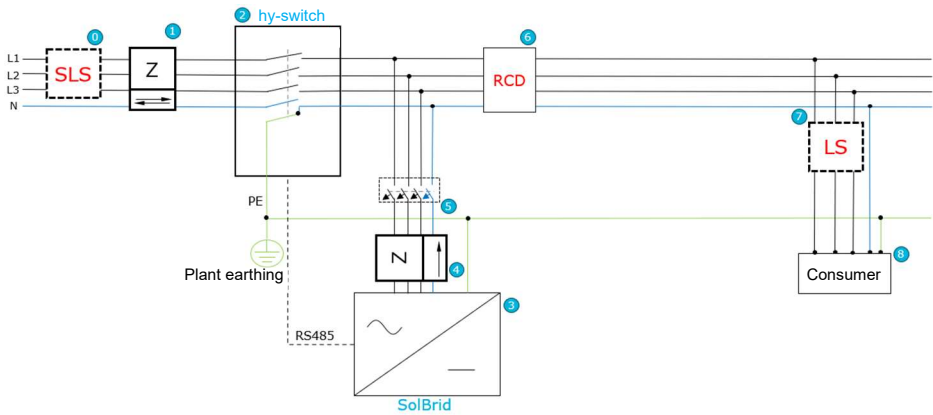 0
1
2 hy-switch
6
L1
L2
L3
N
SLS
Z
RCD
7
LS
PE
5
Plant earthing
Z
4
8
Consumer
3
RS485
SolBrid